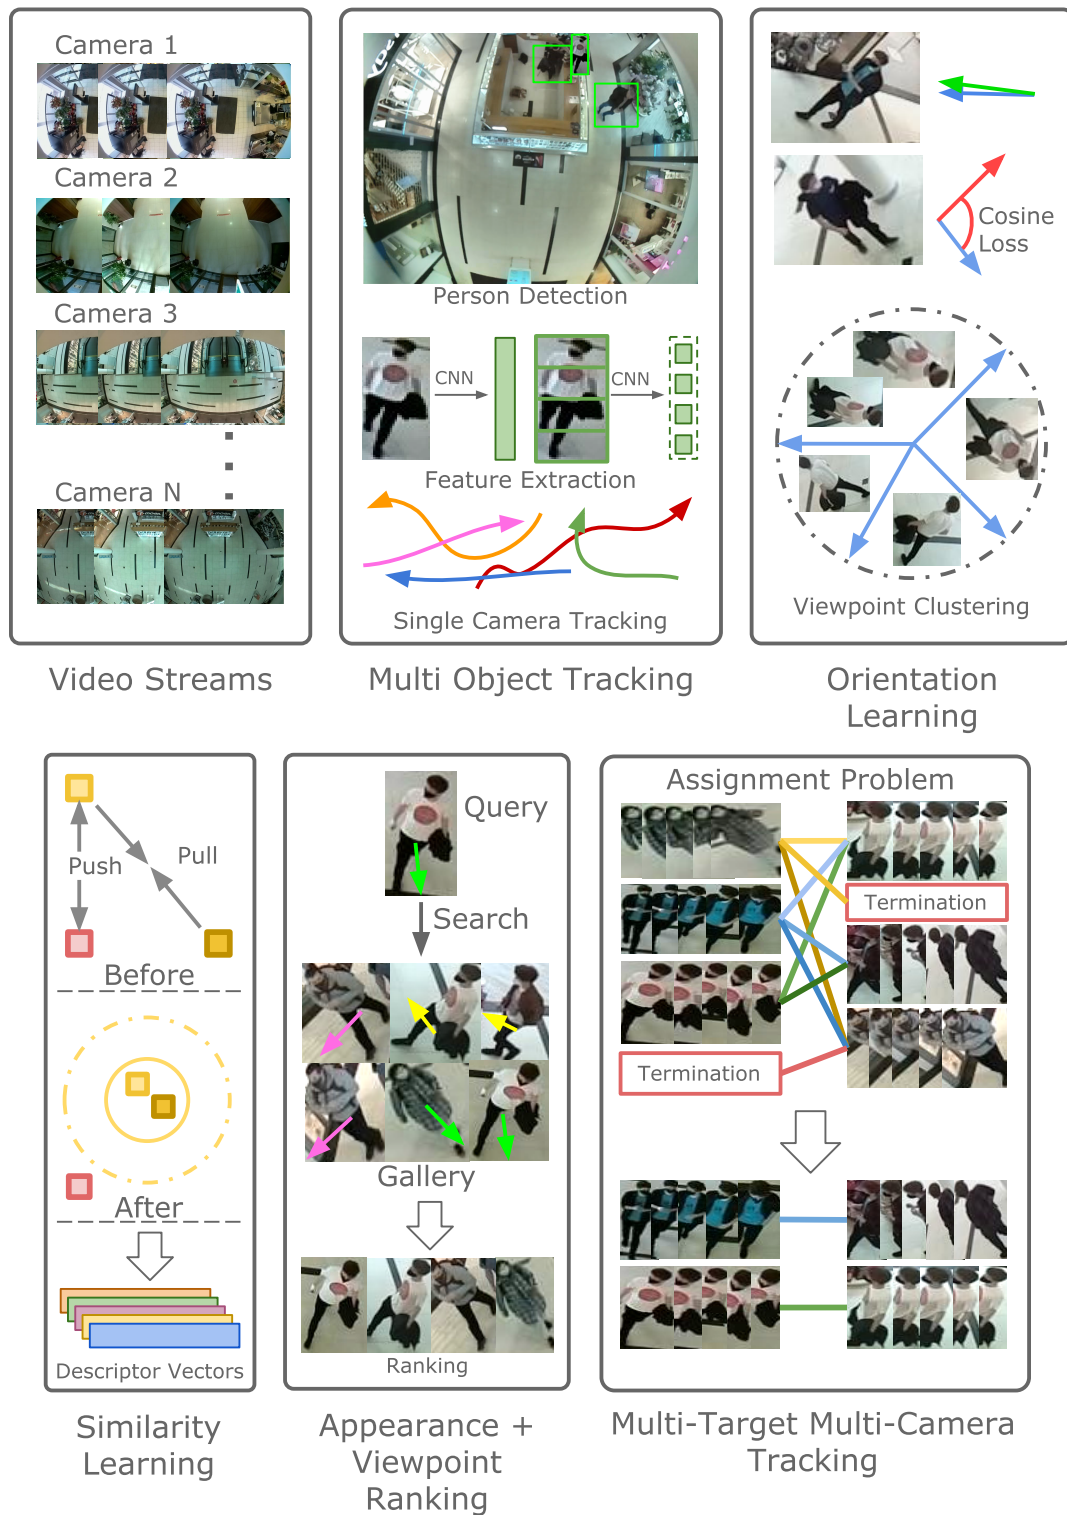 Camera 1
Camera 2
Camera 3
Camera N
Video Streams
Person Detection
CNN
CNN
Feature Extraction
Single Camera Tracking
Multi Object Tracking
Cosine
Loss
Viewpoint Clustering
Orientation
Learning
Push
Pull
Before
After
Descriptor Vectors
Similarity
Learning
Query
Search
Gallery
Ranking
Appearance +
Viewpoint
Ranking
Assignment Problem
Termination
Termination
Multi-Target Multi-Camera
Tracking